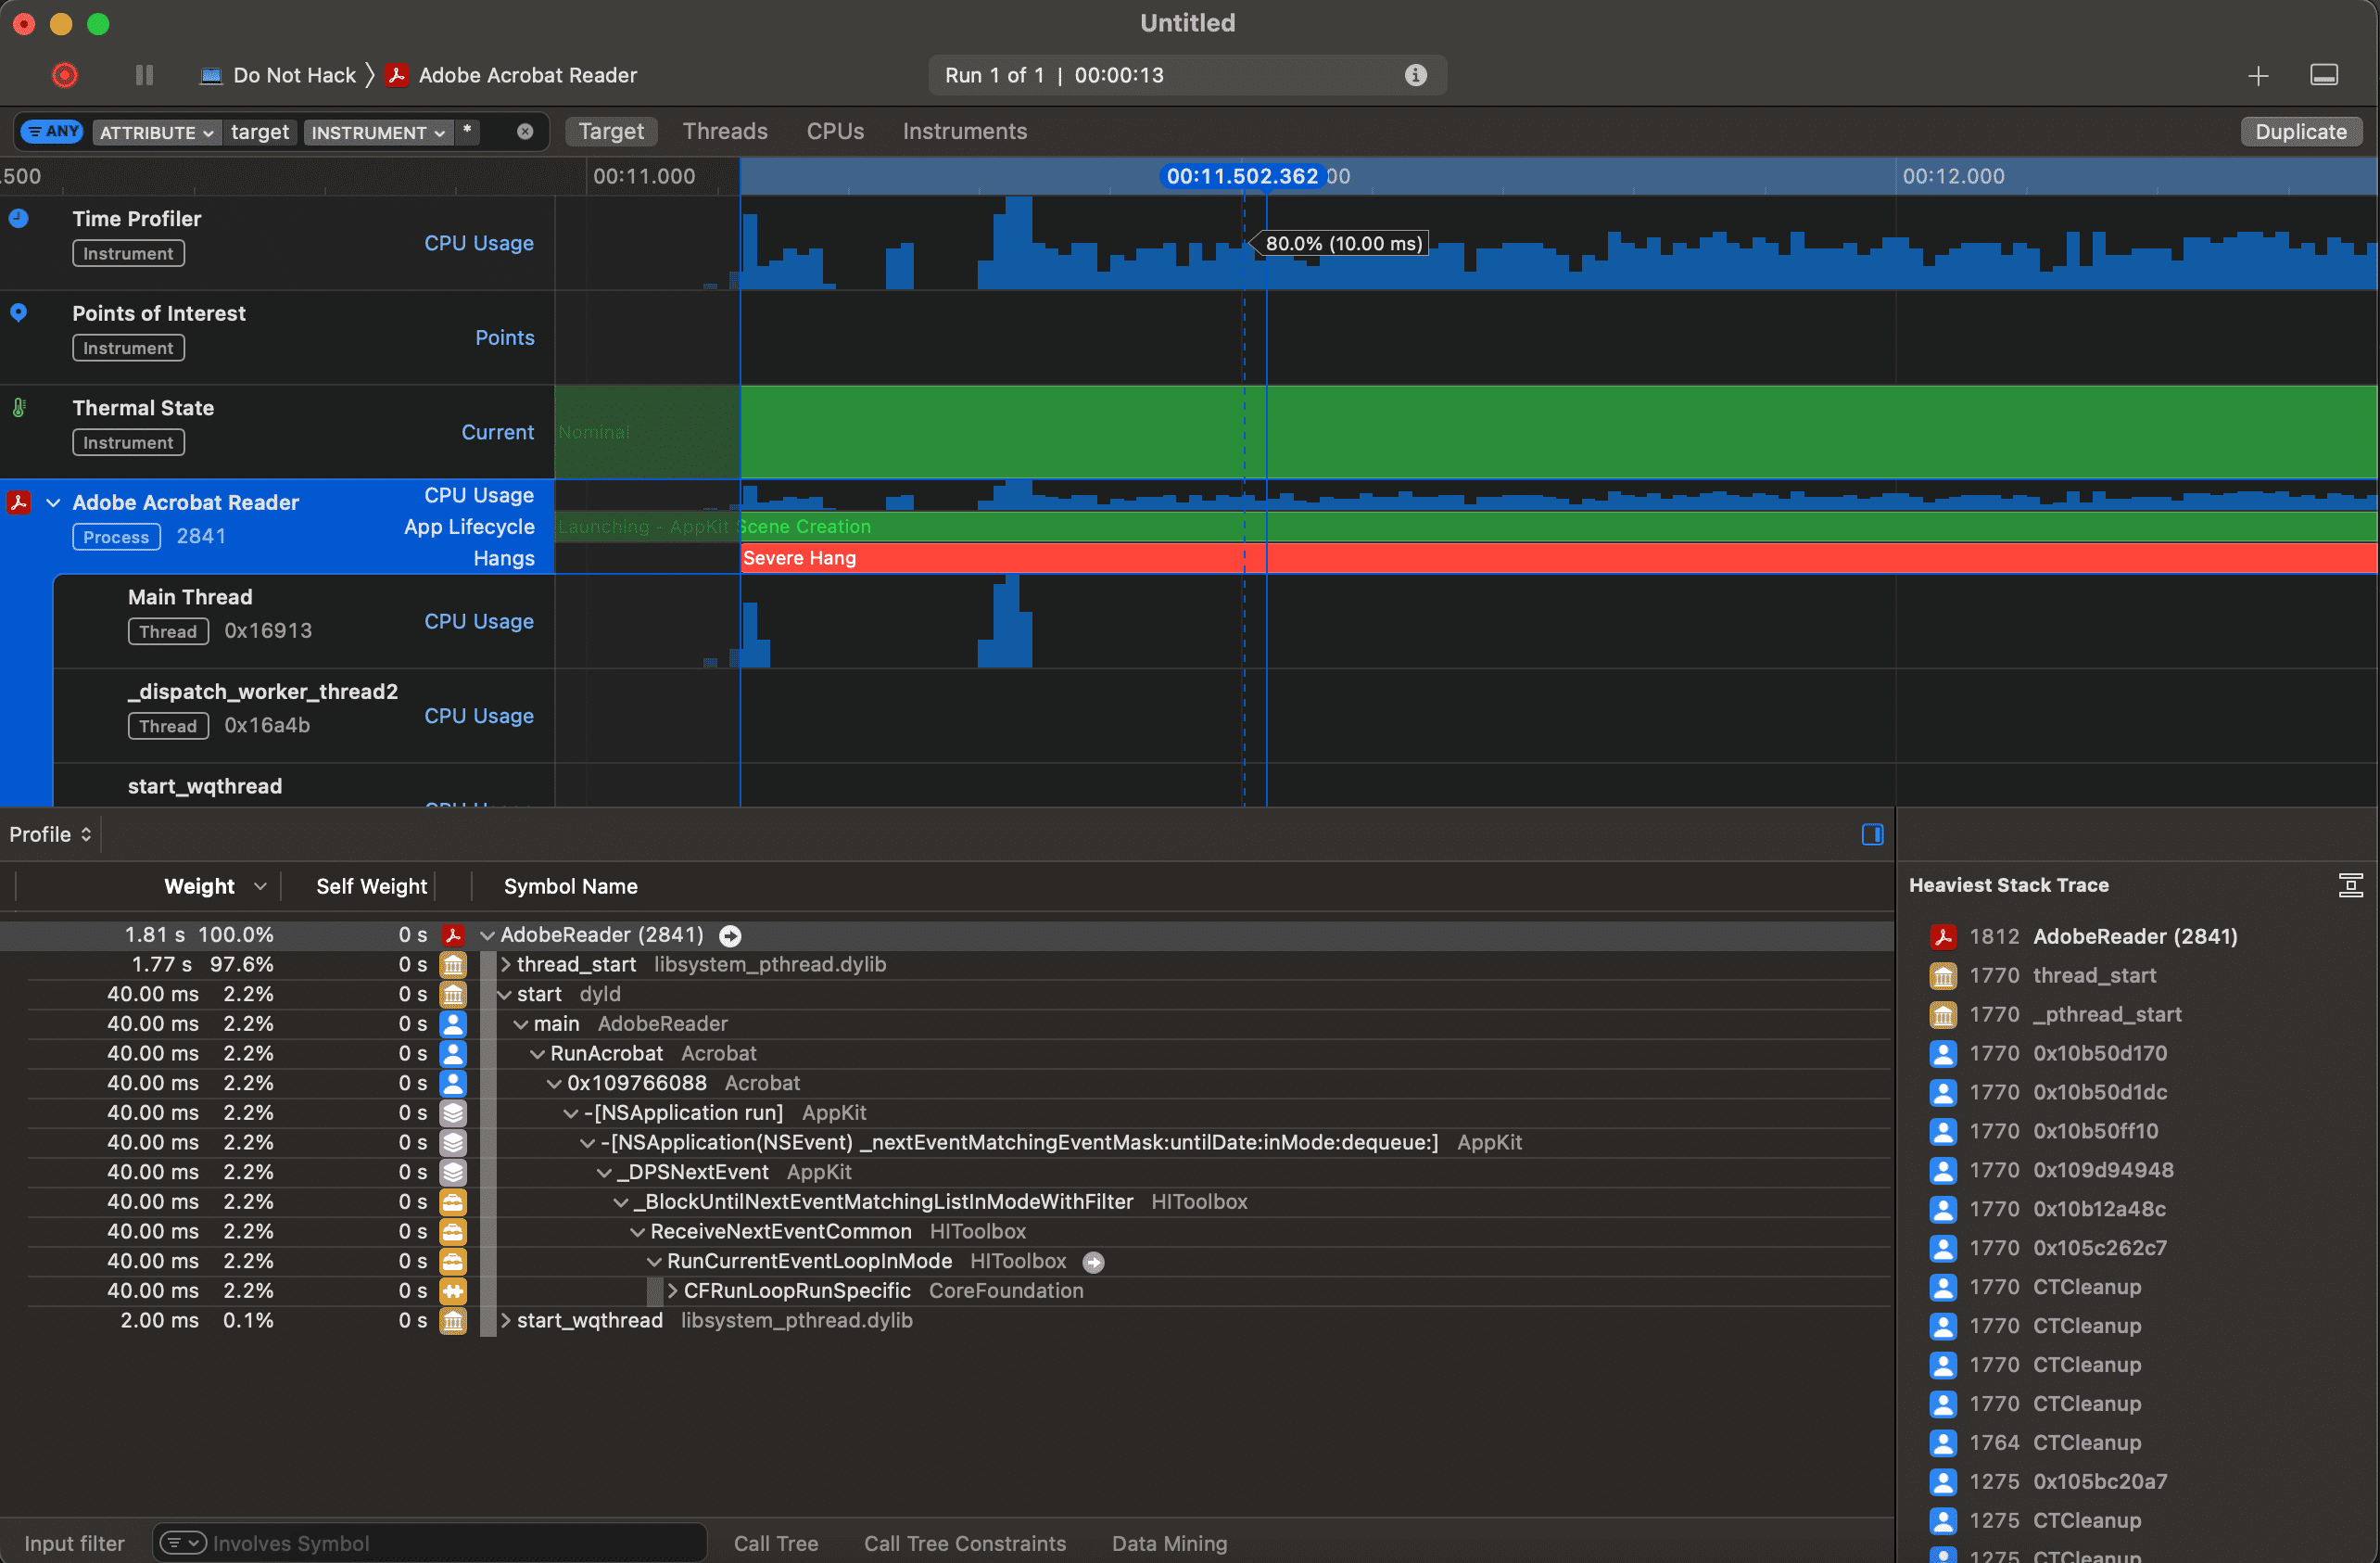 Untitled
Do Not Hack 〉 Adobe Acrobat Reader
Run 1 of 1 | 00:00:13
ANY ATTRIBUTE target INSTRUMENT * Target Threads CPUs Instruments Duplicate
.500 00:11.000 00:11.502.362 00 00:12.000
Time Profiler
Instrument
CPU Usage
80.0% (10.00 ms)
Points of Interest
Instrument
Points
Thermal State
Instrument
Current
Nominal
Adobe Acrobat Reader
Process 2841
CPU Usage
App Lifecycle
Launching - AppKit Scene Creation
Hangs
Severe Hang
Main Thread
Thread 0x16913
CPU Usage
_dispatch_worker_thread2
Thread 0x16a4b
CPU Usage
start_wqthread
CPU Usage
Profile
Weight Self Weight Symbol Name
1.81 s 100.0% 0 s AdobeReader (2841)
1.77 s 97.6% 0 s thread_start libsystem_pthread.dylib
40.00 ms 2.2% 0 s start dyld
40.00 ms 2.2% 0 s main AdobeReader
40.00 ms 2.2% 0 s RunAcrobat Acrobat
40.00 ms 2.2% 0 s 0x109766088 Acrobat
40.00 ms 2.2% 0 s -[NSApplication run] AppKit
40.00 ms 2.2% 0 s -[NSApplication(NSEvent) _nextEventMatchingEventMask:untilDate:inMode:dequeue:] AppKit
40.00 ms 2.2% 0 s _DPSNextEvent AppKit
40.00 ms 2.2% 0 s _BlockUntilNextEventMatchingListInModeWithFilter HIToolbox
40.00 ms 2.2% 0 s ReceiveNextEventCommon HIToolbox
40.00 ms 2.2% 0 s RunCurrentEventLoopInMode HIToolbox
40.00 ms 2.2% 0 s CFRunLoopRunSpecific CoreFoundation
2.00 ms 0.1% 0 s start_wqthread libsystem_pthread.dylib
Heaviest Stack Trace
1812 AdobeReader (2841)
1770 thread_start
1770 _pthread_start
1770 0x10b50d170
1770 0x10b50d1dc
1770 0x10b50ff10
1770 0x109d94948
1770 0x10b12a48c
1770 0x105c262c7
1770 CTCleanup
1770 CTCleanup
1770 CTCleanup
1770 CTCleanup
1764 CTCleanup
1275 0x105bc20a7
1275 CTCleanup
1275 CTCleanup
Input filter Involves Symbol Call Tree Call Tree Constraints Data Mining